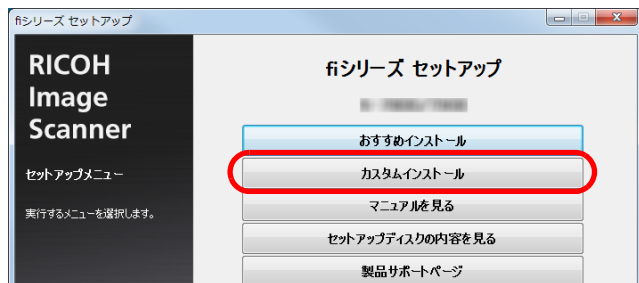 fiシリーズ セットアップ
RICOH
Image
Scanner
セットアップメニュー
実行するメニューを選択します。
fiシリーズ セットアップ
おすすめインストール
カスタムインストール
マニュアルを見る
セットアップディスクの内容を見る
製品サポートページ